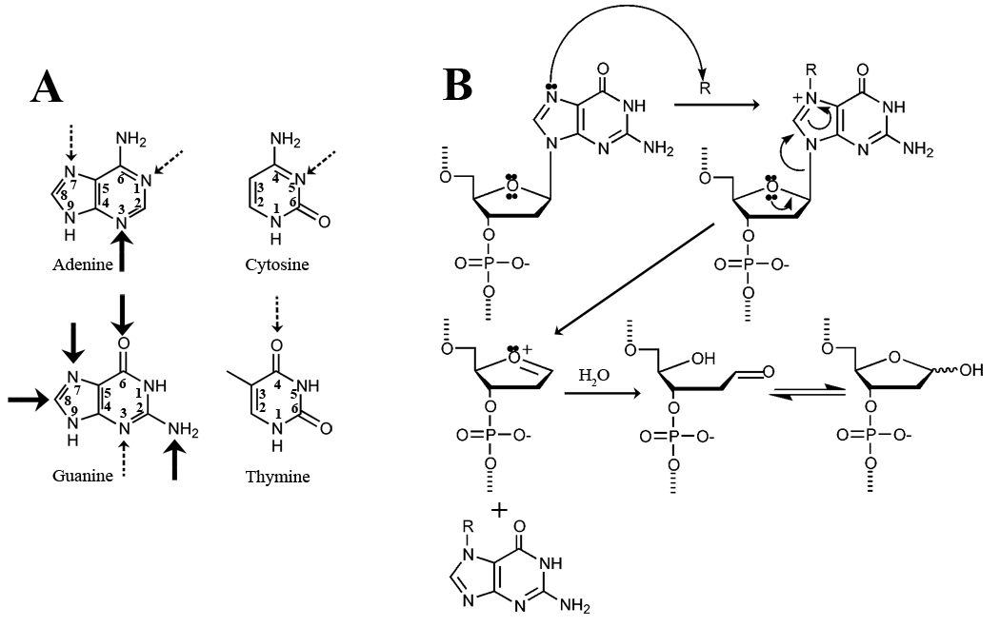 A
NH2
N
7
6
N
5
1
8
4
2
9
N
3
N
H
Adenine
NH2
4
N
3
5
2
1
6
N
H
O
Cytosine
O
N
7
6
5
1
NH
8
4
2
9
N
3
N
NH2
H
Guanine
O
4
3
NH
5
2
1
6
N
H
O
Thymine
B
O
N
NH
N
N
NH2
O
O
O
O=P–O-
O
R
R
O
N
+
NH
N
N
NH2
O
O
O
O=P–O-
O
O
O
+
O
O=P–O-
O
H2O
O
OH
O
O
O=P–O-
O
O
O
OH
O
O=P–O-
O
+
R
O
N
NH
N
N
NH2